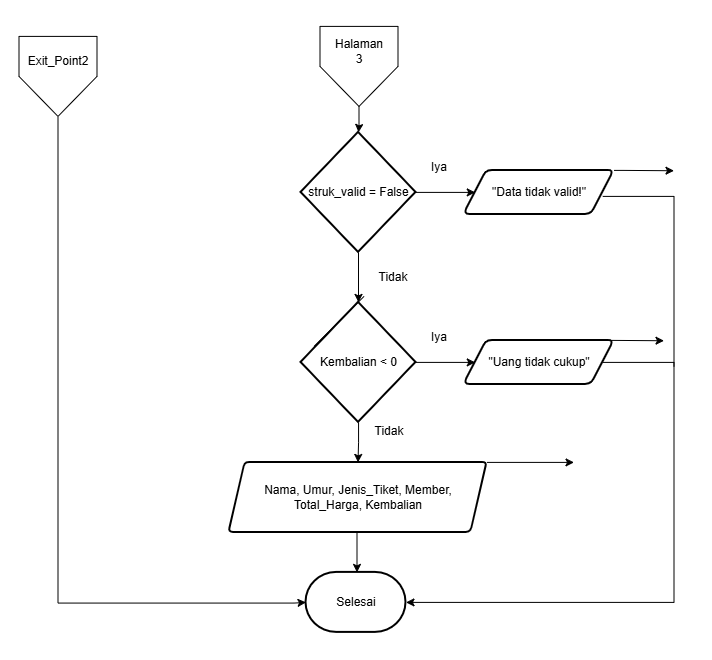 Exit_Point2
Halaman
3
Iya
struk_valid = False
"Data tidak valid!"
Tidak
Iya
Kembalian < 0
"Uang tidak cukup"
Tidak
Nama, Umur, Jenis_Tiket, Member,
Total_Harga, Kembalian
Selesai